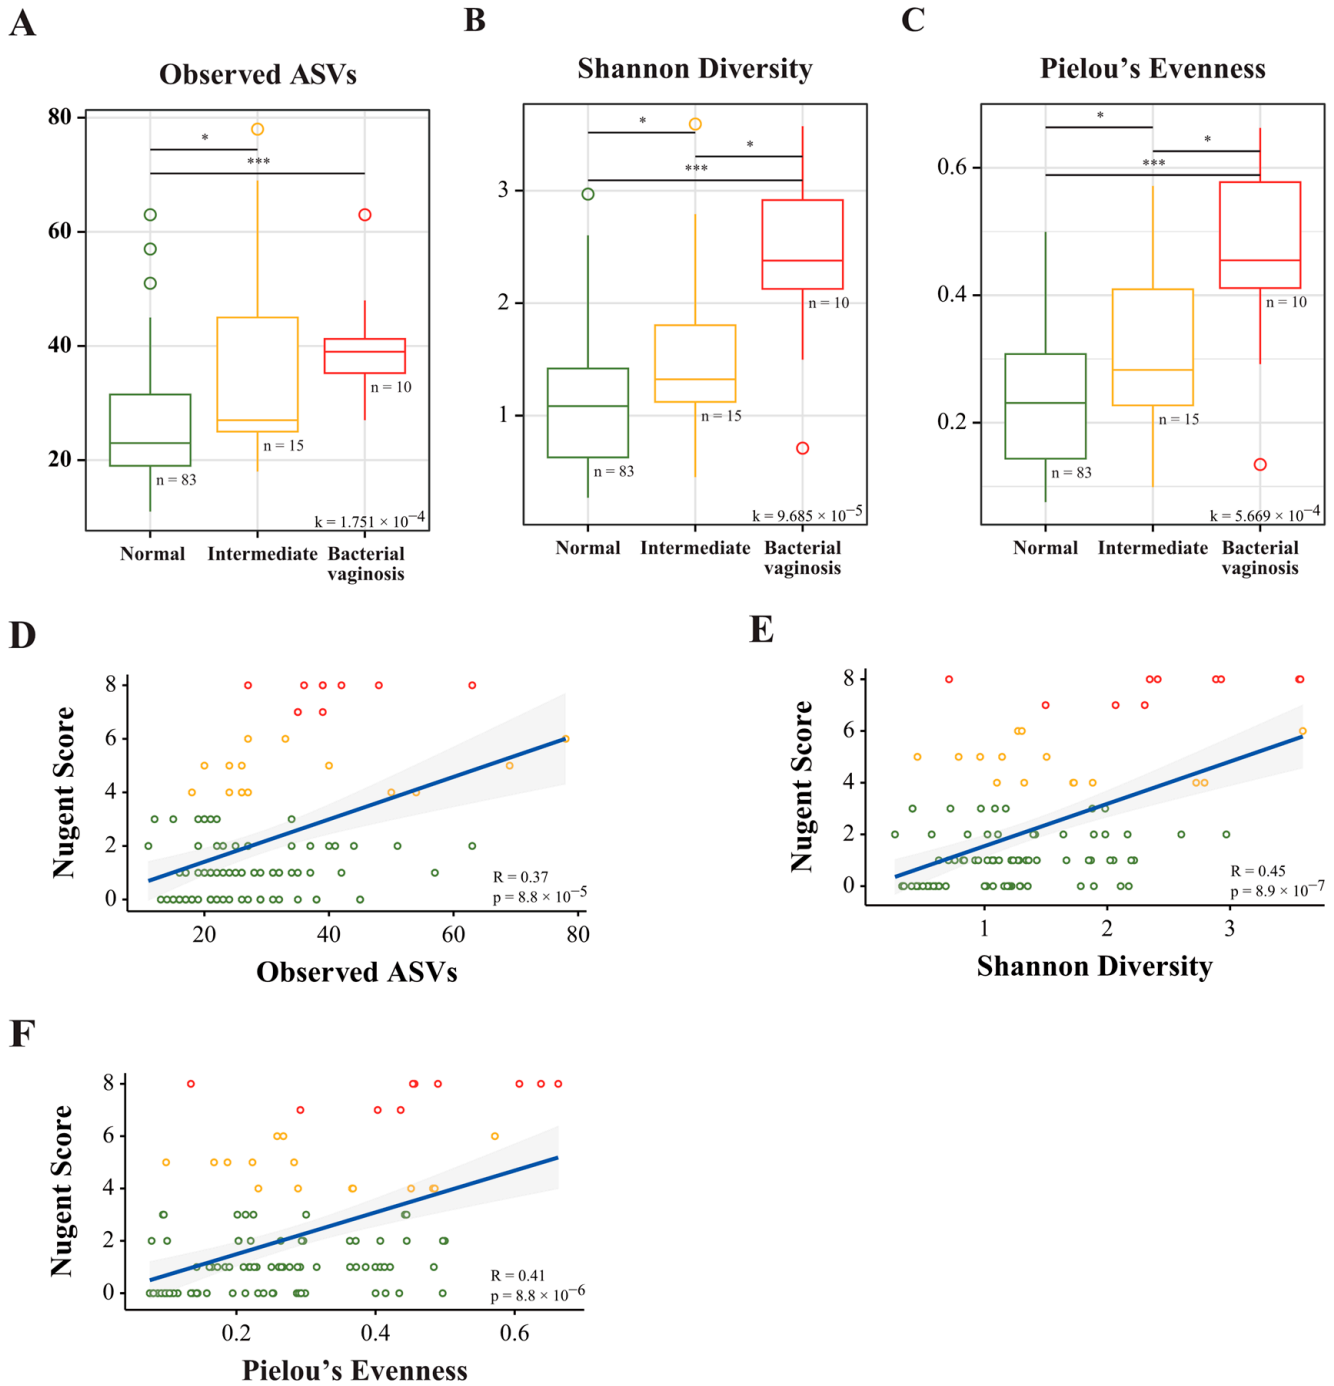 A
B
C
Observed ASVs
Shannon Diversity
Pielou's Evenness
80
60
40
20
*
***
n = 83
n = 15
n = 10
k = 1.751 × 10−4
Normal
Intermediate
Bacterial
vaginosis
3
2
1
*
*
***
n = 83
n = 15
n = 10
k = 9.685 × 10−5
Normal
Intermediate
Bacterial
vaginosis
0.6
0.4
0.2
*
*
***
n = 83
n = 15
n = 10
k = 5.669 × 10−4
Normal
Intermediate
Bacterial
vaginosis
D
Nugent Score
8
6
4
2
0
R = 0.37
p = 8.8 × 10−5
20
40
60
80
Observed ASVs
E
Nugent Score
8
6
4
2
0
R = 0.45
p = 8.9 × 10−7
1
2
3
Shannon Diversity
F
Nugent Score
8
6
4
2
0
R = 0.41
p = 8.8 × 10−6
0.2
0.4
0.6
Pielou's Evenness